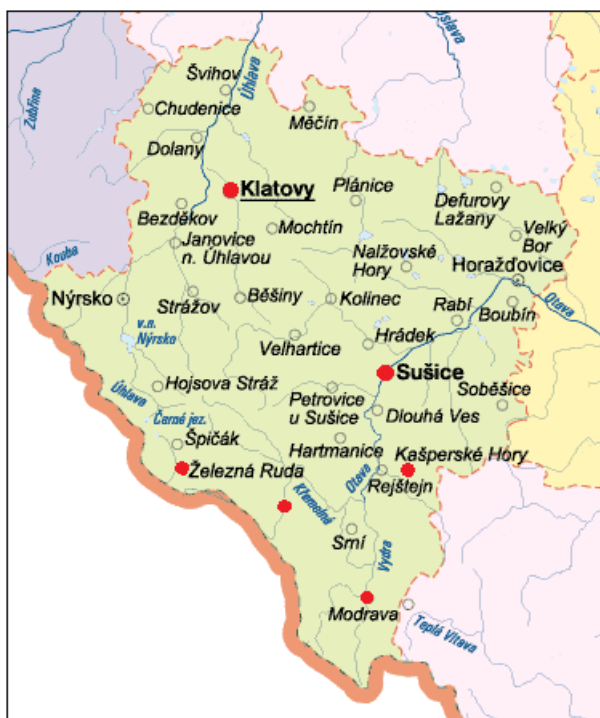 Úslava
Švihov
Úhlava
Zubřina
Chudenice
Měčín
Dolany
Klatovy
Plánice
Defurovy
Lažany
Bezděkov
Mochtín
Velký
Bor
Janovice
n. Úhlavou
Nalžovské
Hory
Kouba
Horažďovice
Nýrsko
Strážov
Běšiny
Kolinec
Rabí
Otava
Boubín
v.n.
Nýrsko
Velhartice
Hrádek
Sušice
Úhlava
Hojsova Stráž
Petrovice
u Sušice
Soběšice
Dlouhá Ves
Černé jez.
Špičák
Hartmanice
Kašperské Hory
Železná Ruda
Otava
Rejštejn
Křemelná
Srní
Vydra
Modrava
Teplá Vltava